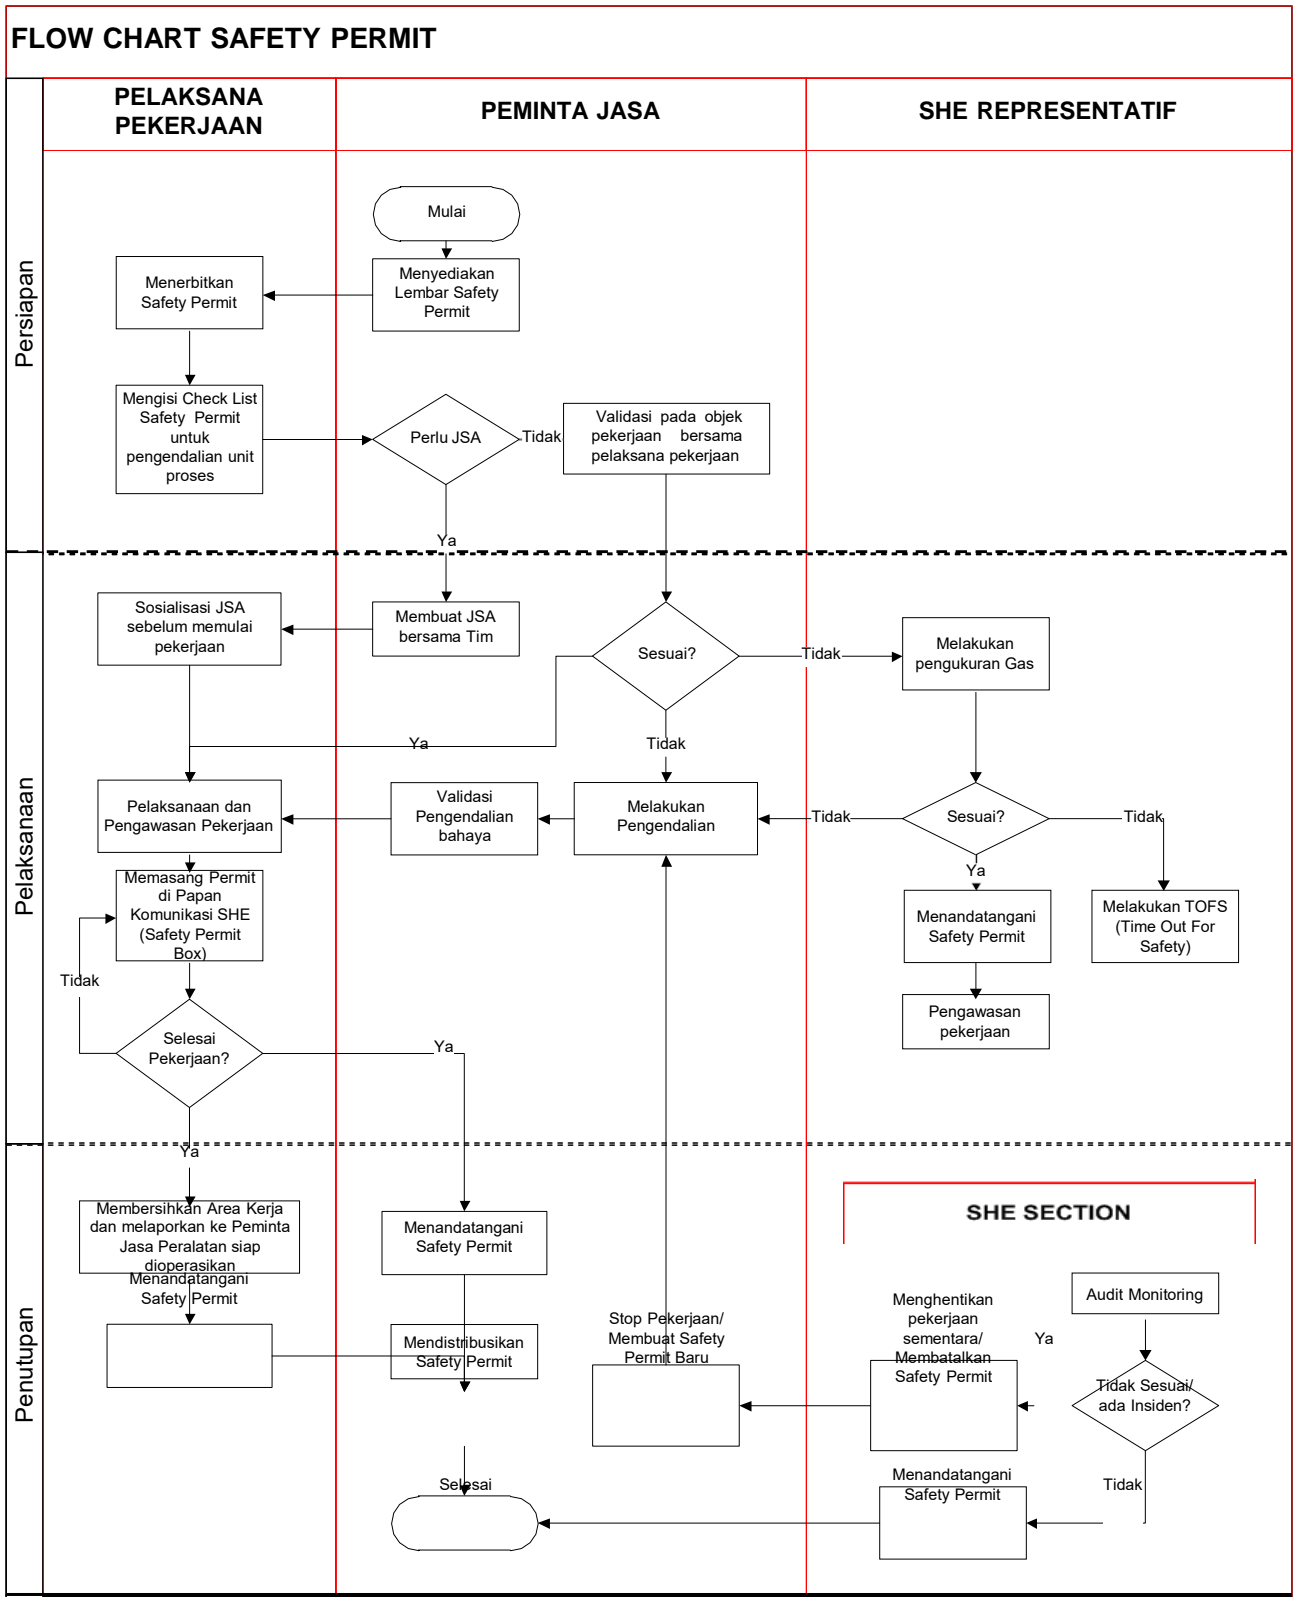 FLOW CHART SAFETY PERMIT
PELAKSANA
PEKERJAAN
PEMINTA JASA
SHE REPRESENTATIF
Persiapan
Mulai
Menyediakan
Lembar Safety
Permit
Menerbitkan
Safety Permit
Mengisi Check List
Safety Permit
untuk
pengendalian unit
proses
Perlu JSA
Tidak
Validasi pada objek
pekerjaan bersama
pelaksana pekerjaan
Ya
Pelaksanaan
Sosialisasi JSA
sebelum memulai
pekerjaan
Membuat JSA
bersama Tim
Sesuai?
Tidak
Melakukan
pengukuran Gas
Ya
Tidak
Pelaksanaan dan
Pengawasan Pekerjaan
Validasi
Pengendalian
bahaya
Melakukan
Pengendalian
Tidak
Sesuai?
Tidak
Ya
Memasang Permit
di Papan
Komunikasi SHE
(Safety Permit
Box)
Menandatangani
Safety Permit
Melakukan TOFS
(Time Out For
Safety)
Tidak
Pengawasan
pekerjaan
Selesai
Pekerjaan?
Ya
Ya
Penutupan
Membersihkan Area Kerja
dan melaporkan ke Peminta
Jasa Peralatan siap
dioperasikan
Menandatangani
Safety Permit
Menandatangani
Safety Permit
Mendistribusikan
Safety Permit
SHE SECTION
Audit Monitoring
Stop Pekerjaan/
Membuat Safety
Permit Baru
Menghentikan
pekerjaan
sementara/
Membatalkan
Safety Permit
Ya
Tidak Sesuai/
ada Insiden?
Tidak
Menandatangani
Safety Permit
Selesai